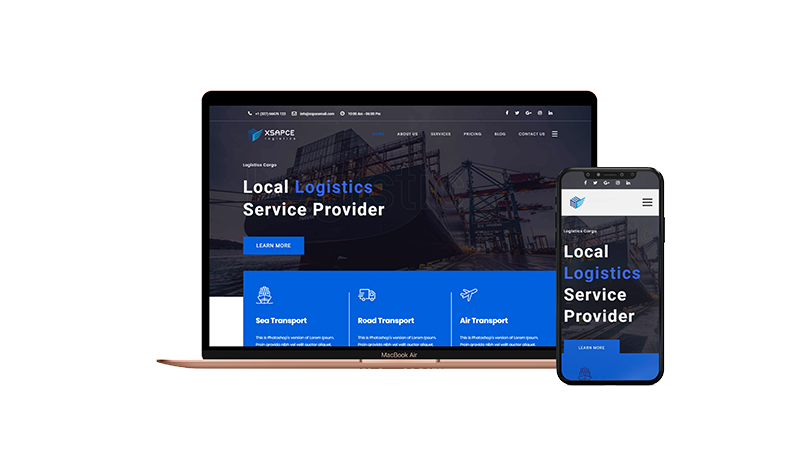 +1 (307) 66676 123 info@xspacemail.com 10:00 Am - 06:00 Pm
XSAPCE
logistics
HOME ABOUT US SERVICES PRICING BLOG CONTACT US
Logistics Cargo
Local Logistics
Service Provider
LEARN MORE
Sea Transport
Road Transport
Air Transport
This is Photoshop's version of Lorem Ipsum.
Proin gravida nibh vel velit auctor aliquet.
This is Photoshop's version of Lorem Ipsum.
Proin gravida nibh vel velit auctor aliquet.
This is Photoshop's version of Lorem Ipsum.
Proin gravida nibh vel velit auctor aliquet.
MacBook Air
Logistics Cargo
Local
Logistics
Service
Provider
LEARN MORE